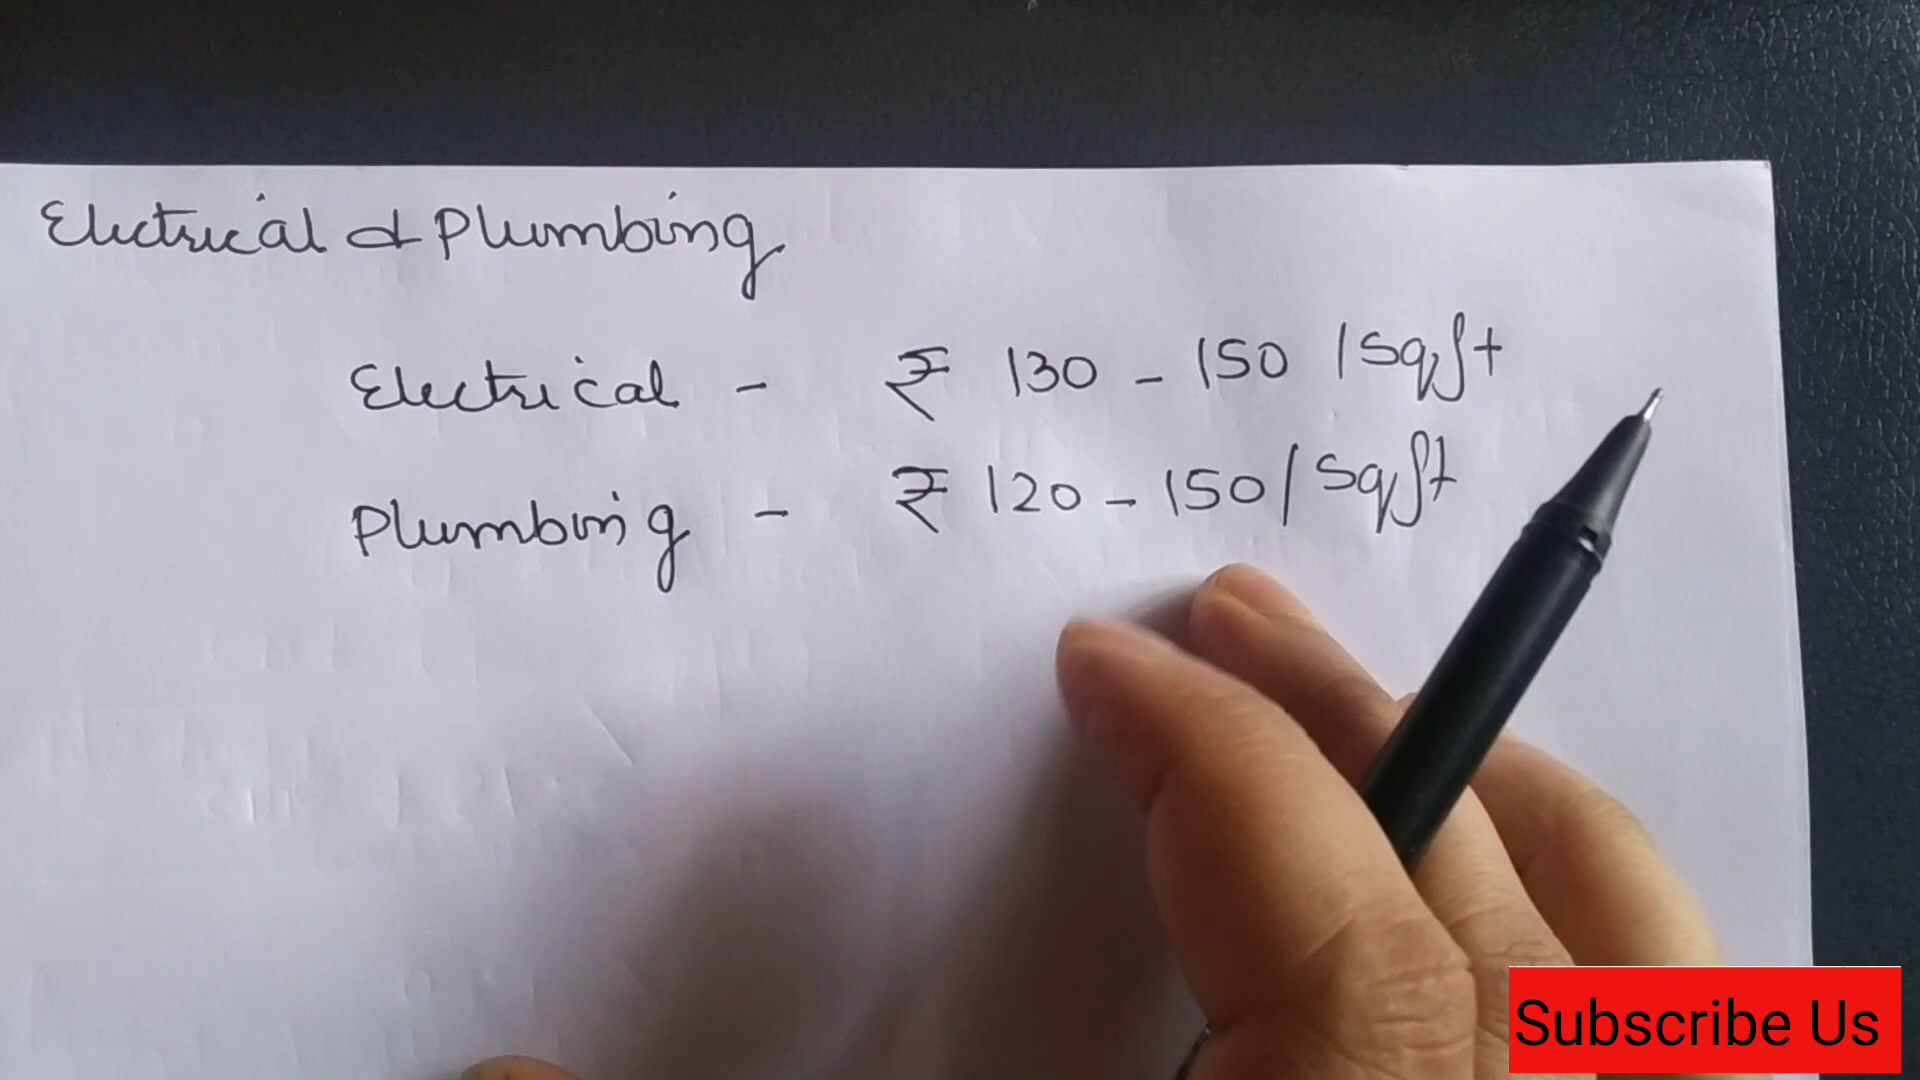 Electrical & Plumbing
Electrical - ₹ 130 - 150 / Sqft
Plumbing - ₹ 120 - 150 / Sqft
Subscribe Us